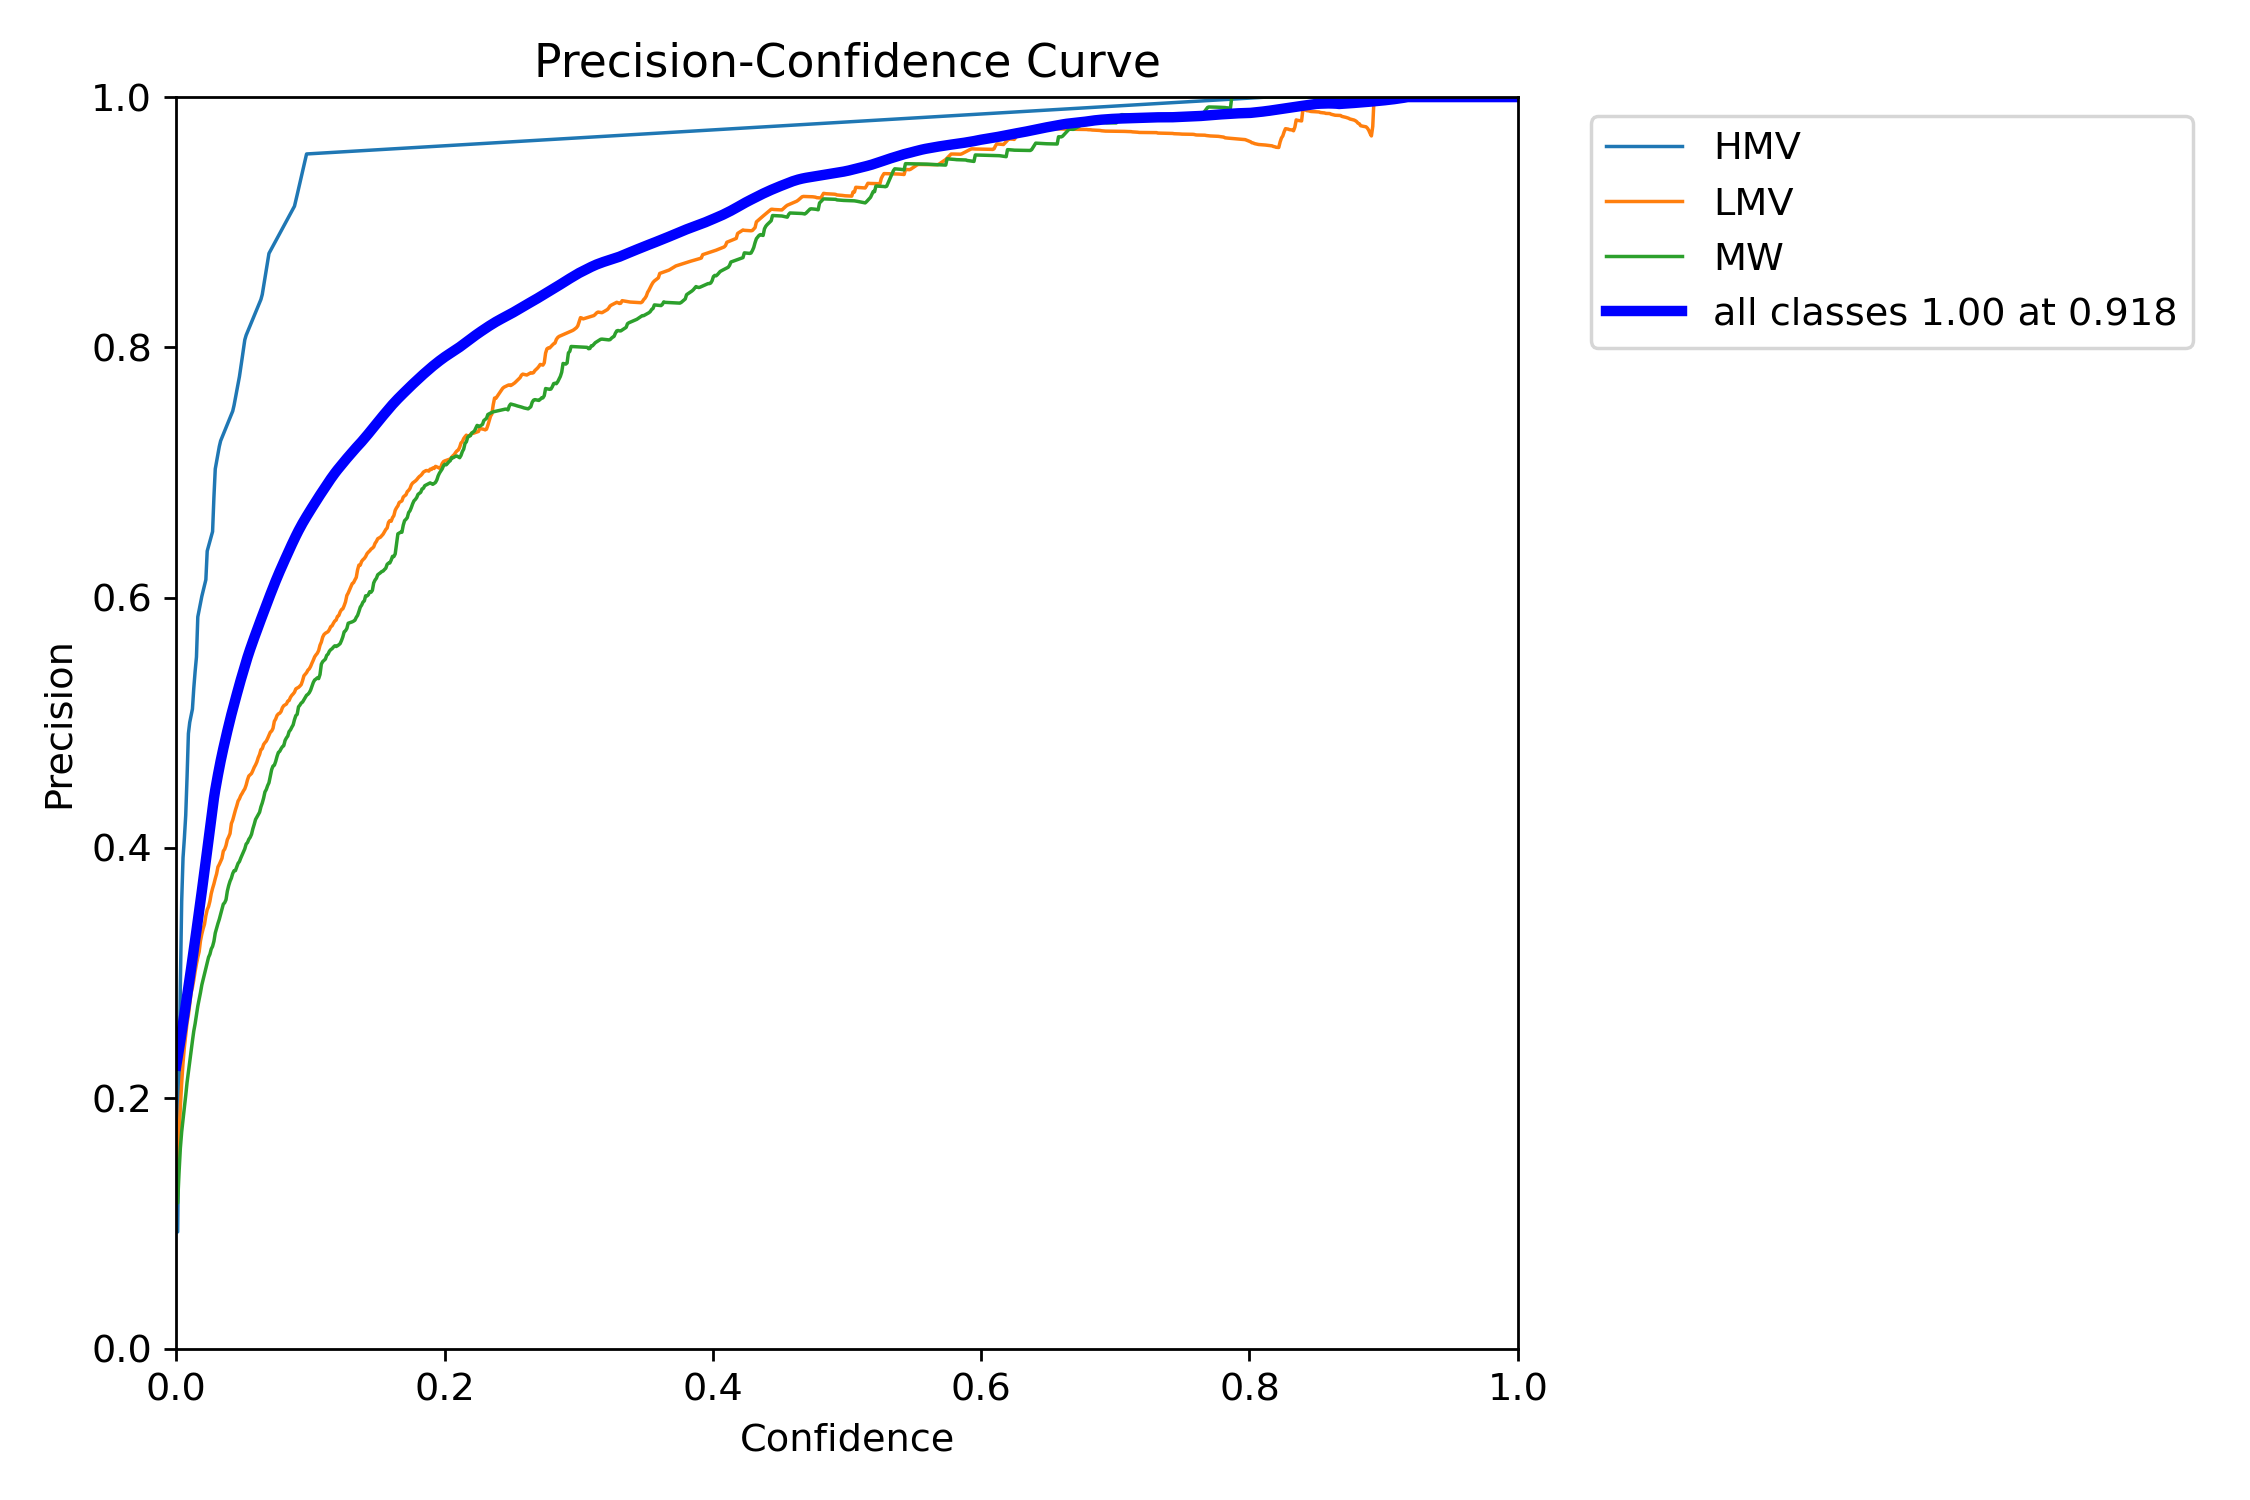 Precision-Confidence Curve
1.0
0.8
0.6
0.4
0.2
0.0
Precision
0.0 0.2 0.4 0.6 0.8 1.0
Confidence
HMV
LMV
MW
all classes 1.00 at 0.918